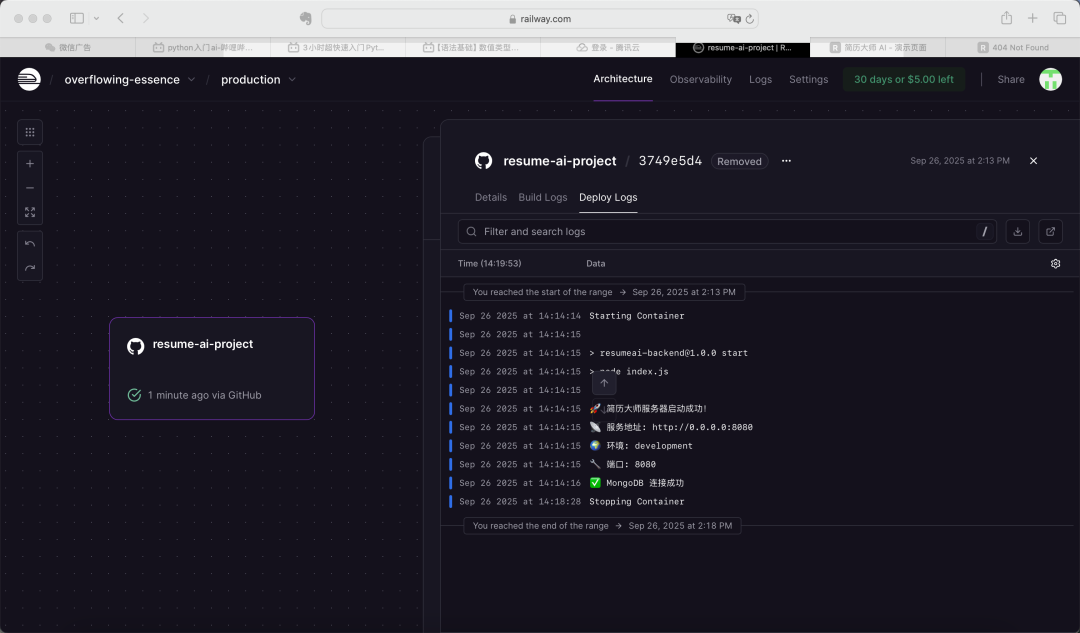 railway.com
微信广告
python入门ai-哔哩哔...
3小时超快速入门Pyt...
【语法基础】数值类型...
登录 - 腾讯云
resume-ai-project | R...
简历大师 AI - 演示页面
404 Not Found
overflowing-essence / production
Architecture Observability Logs Settings 30 days or $5.00 left Share
resume-ai-project / 3749e5d4 Removed ··· Sep 26, 2025 at 2:13 PM
Details Build Logs Deploy Logs
Filter and search logs /
Time (14:19:53) Data
You reached the start of the range → Sep 26, 2025 at 2:13 PM
Sep 26 2025 at 14:14:14 Starting Container
Sep 26 2025 at 14:14:15
Sep 26 2025 at 14:14:15 > resumeai-backend@1.0.0 start
Sep 26 2025 at 14:14:15 > node index.js
Sep 26 2025 at 14:14:15
Sep 26 2025 at 14:14:15 🚀 简历大师服务器启动成功!
Sep 26 2025 at 14:14:15 📡 服务地址: http://0.0.0.0:8080
Sep 26 2025 at 14:14:15 🌍 环境: development
Sep 26 2025 at 14:14:15 🔧 端口: 8080
Sep 26 2025 at 14:14:16 ✅ MongoDB 连接成功
Sep 26 2025 at 14:18:28 Stopping Container
You reached the end of the range → Sep 26, 2025 at 2:18 PM
resume-ai-project
1 minute ago via GitHub